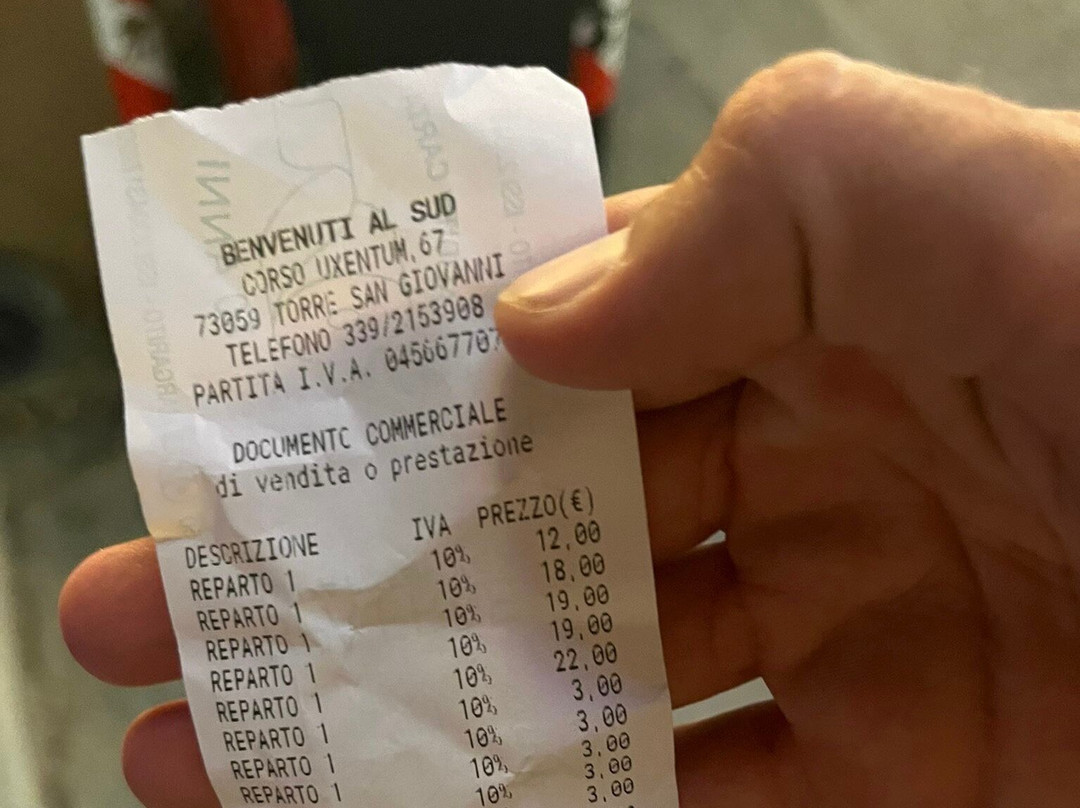 BENVENUTI AL SUD
CORSO UXENTUM,67
73059 TORRE SAN GIOVANNI
TELEFONO 339/2153908
PARTITA I.V.A.
DOCUMENTO COMMERCIALE
di vendita o prestazione
DESCRIZIONE IVA PREZZO(€)
REPARTO 1 10% 12,00
REPARTO 1 10% 18,00
REPARTO 1 10% 19,00
REPARTO 1 10% 19,00
REPARTO 1 10% 22,00
REPARTO 1 10% 3,00
REPARTO 1 10% 3,00
REPARTO 1 10% 3,00
10% 3,00
3,00